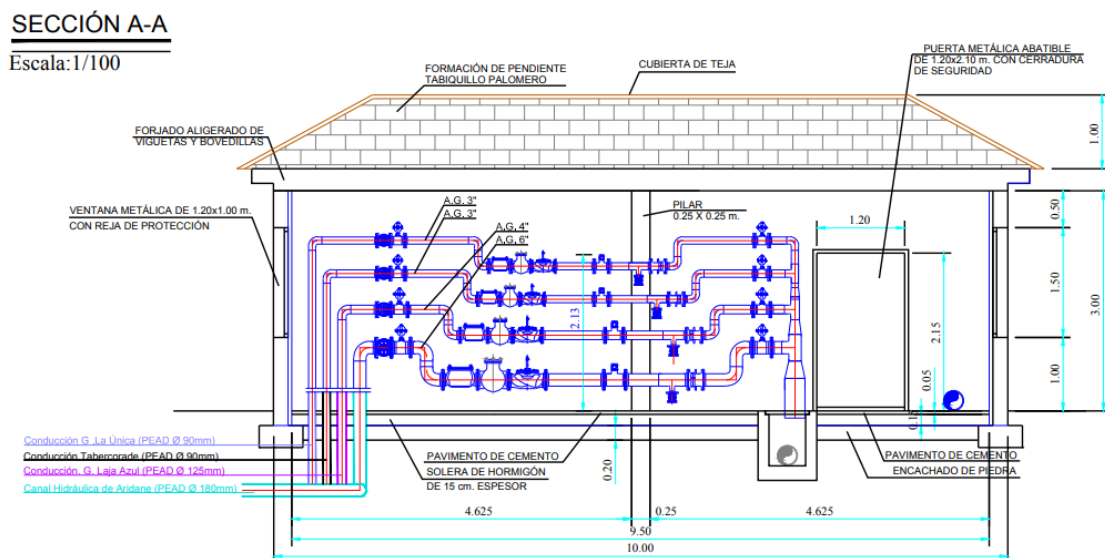 SECCIÓN A-A
Escala:1/100
PUERTA METÁLICA ABATIBLE
DE 1.20x2.10 m. CON CERRADURA
DE SEGURIDAD
FORMACIÓN DE PENDIENTE
TABIQUILLO PALOMERO
CUBIERTA DE TEJA
1.00
FORJADO ALIGERADO DE
VIGUETAS Y BOVEDILLAS
VENTANA METÁLICA DE 1.20x1.00 m.
CON REJA DE PROTECCIÓN
A.G. 3"
A.G. 3"
A.G. 4"
A.G. 6"
PILAR
0.25 X 0.25 m.
1.20
0.50
1.50
3.00
2.13
2.15
1.00
0.05
0.15
Conducción G .La Única (PEAD Ø 90mm)
Conducción Tabercorade (PEAD Ø 90mm)
Conducción. G. Laja Azul (PEAD Ø 125mm)
Canal Hidráulica de Aridane (PEAD Ø 180mm)
PAVIMENTO DE CEMENTO
SOLERA DE HORMIGÓN
DE 15 cm. ESPESOR
0.20
PAVIMENTO DE CEMENTO
ENCACHADO DE PIEDRA
4.625
0.25
4.625
9.50
10.00